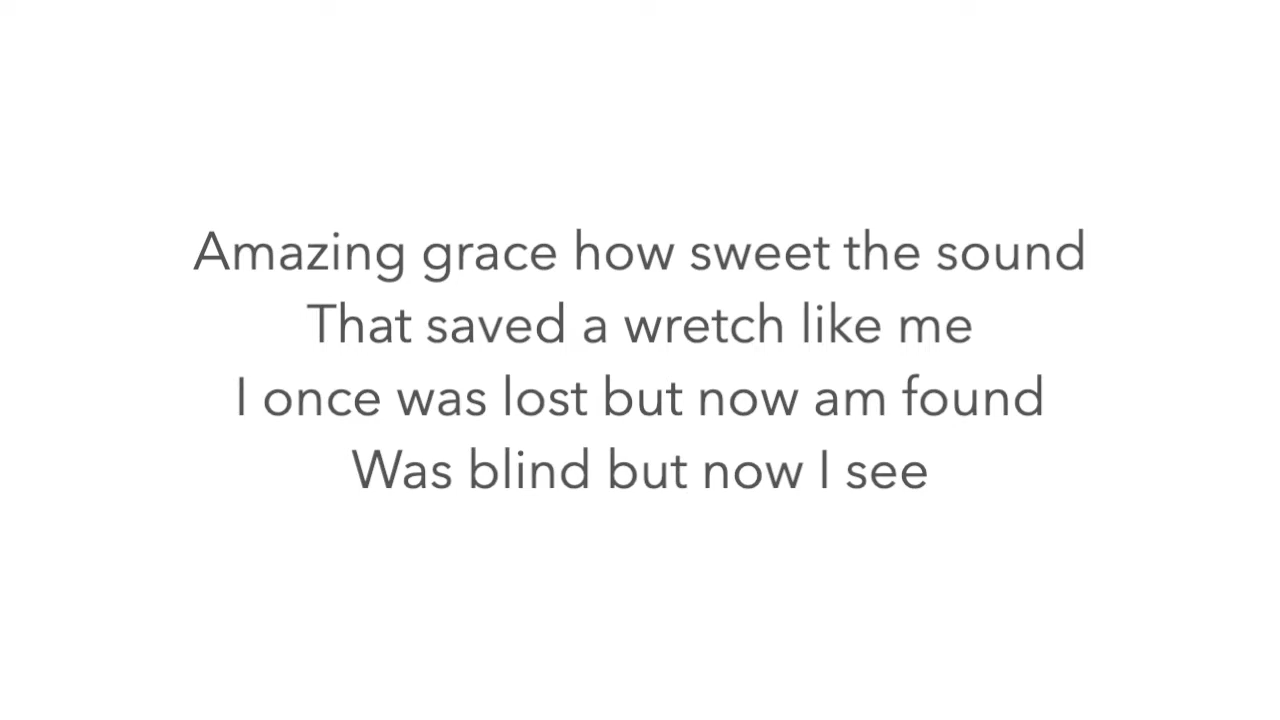 Amazing grace how sweet the sound
That saved a wretch like me
I once was lost but now am found
Was blind but now I see